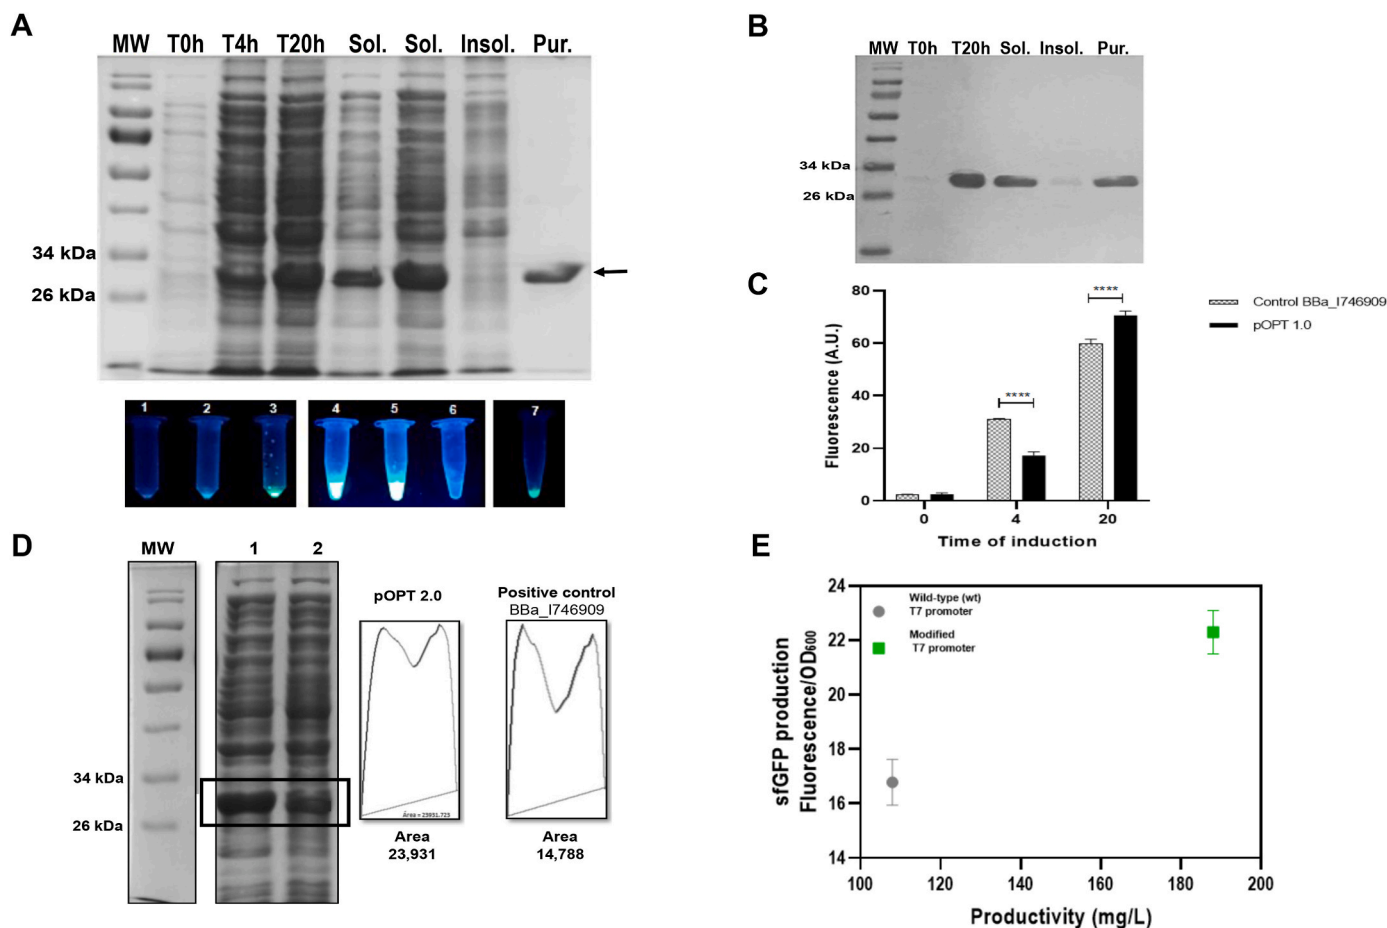 A
MW T0h T4h T20h Sol. Sol. Insol. Pur.
34 kDa
26 kDa
1 2 3 4 5 6 7
B
MW T0h T20h Sol. Insol. Pur.
34 kDa
26 kDa
C
80
60
40
20
0
Fluorescence (A.U.)
****
****
0 4 20
Time of induction
Control BBa_I746909
pOPT 1.0
D
MW 1 2
34 kDa
26 kDa
pOPT 2.0
Area = 23931.723
Area
23,931
Positive control
BBa_I746909
Area
14,788
E
24
22
20
18
16
14
sfGFP production
Fluorescence/OD600
Wild-type (wt)
T7 promoter
Modified
T7 promoter
100 120 140 160 180 200
Productivity (mg/L)